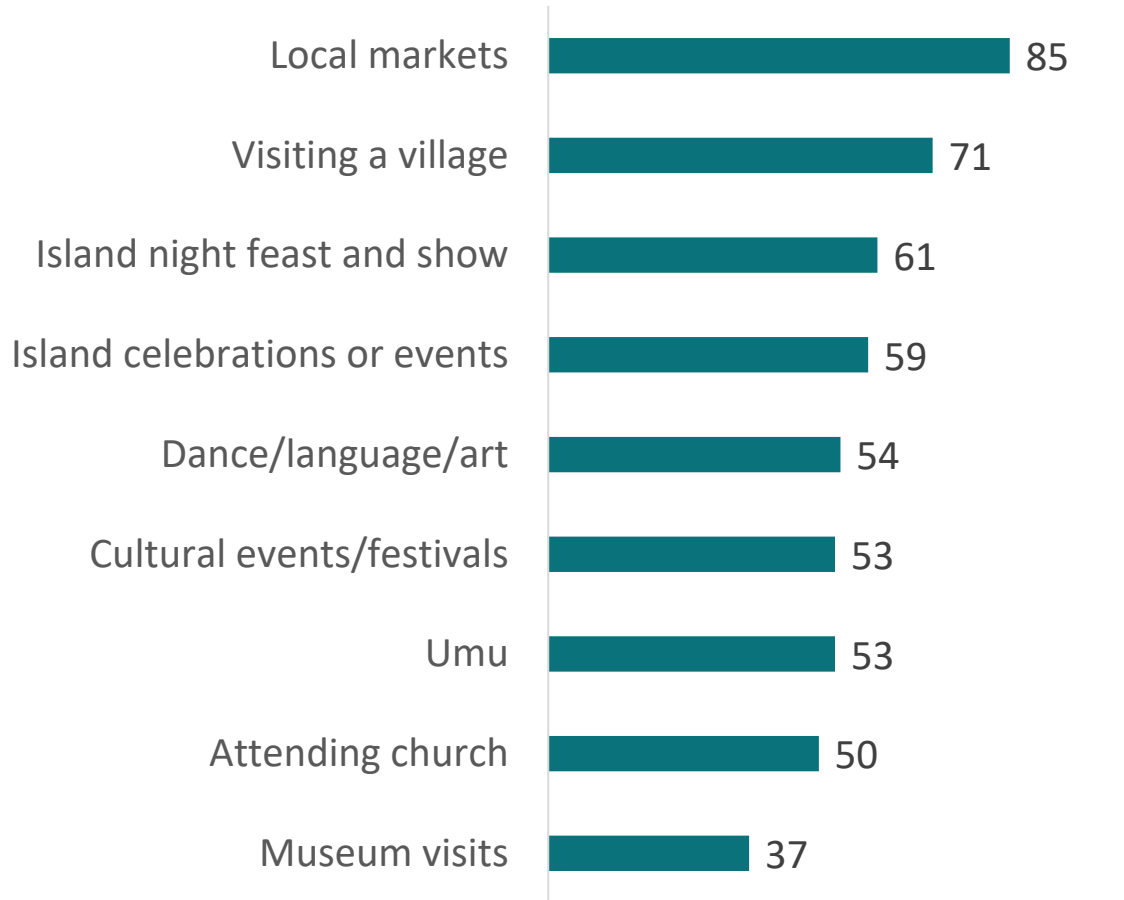 Local markets 85
Visiting a village 71
Island night feast and show 61
Island celebrations or events 59
Dance/language/art 54
Cultural events/festivals 53
Umu 53
Attending church 50
Museum visits 37